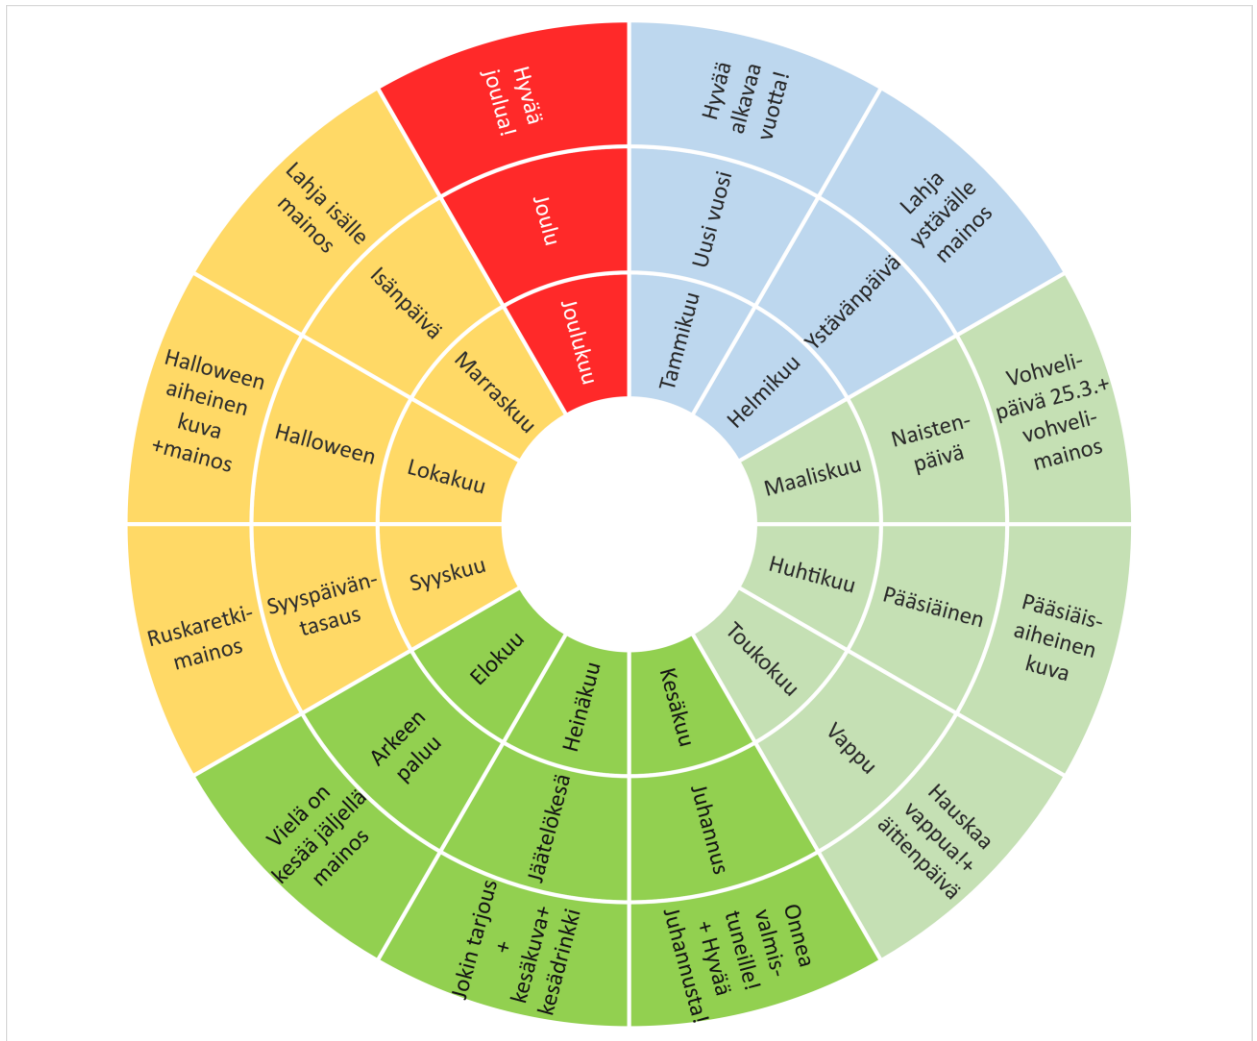 Hyvää
alkavaa
vuotta!
Uusi vuosi
Tammikuu
Lahja
ystävälle
mainos
Ystävänpäivä
Helmikuu
Vohveli-
päivä 25.3.+
vohveli-
mainos
Naisten-
päivä
Maaliskuu
Pääsiäis-
aiheinen
kuva
Pääsiäinen
Huhtikuu
Hauskaa
vappua!+
äitienpäivä
Vappu
Toukokuu
Onnea
valmis-
tuneille!
+ Hyvää
Juhannusta!
Juhannus
Kesäkuu
Jokin tarjous
+
kesäkuva+
kesädrinkki
Jäätelökesä
Heinäkuu
Vielä on
kesää jäljellä
mainos
Arkeen
paluu
Elokuu
Ruskaretki-
mainos
Syyspäivän-
tasaus
Syyskuu
Halloween
aiheinen
kuva
+mainos
Halloween
Lokakuu
Lahja isälle
mainos
Isänpäivä
Marraskuu
Hyvää
joulua!
Joulu
Joulukuu